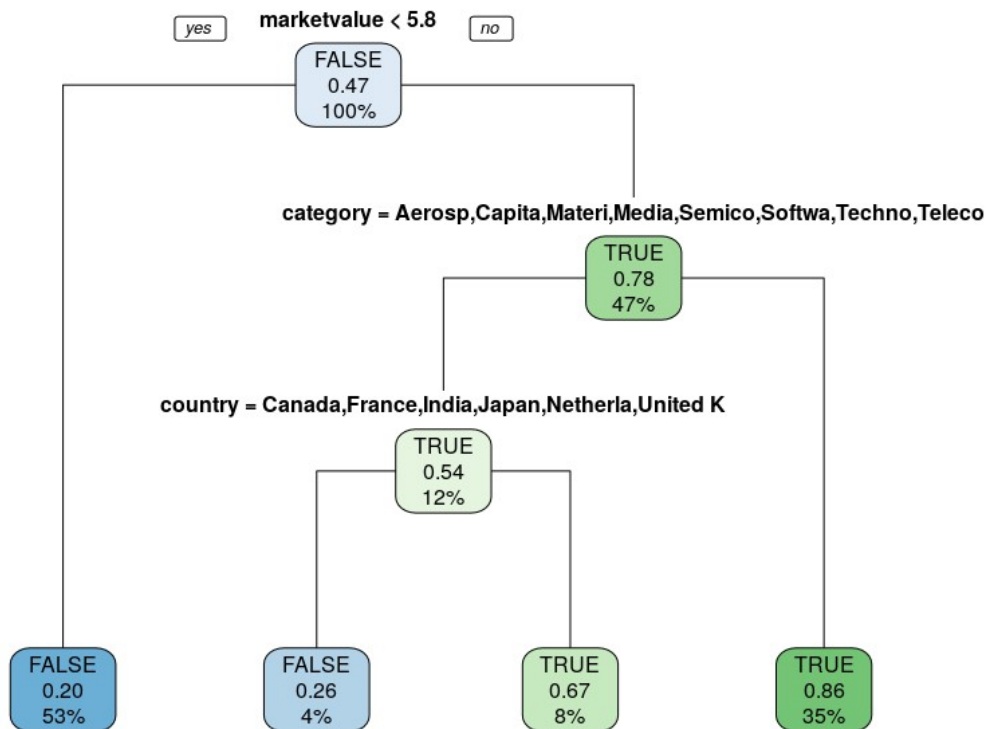 yes
marketvalue < 5.8
no
FALSE
0.47
100%
category = Aerosp,Capita,Materi,Media,Semico,Softwa,Techno,Teleco
TRUE
0.78
47%
country = Canada,France,India,Japan,Netherla,United K
TRUE
0.54
12%
FALSE
0.20
53%
FALSE
0.26
4%
TRUE
0.67
8%
TRUE
0.86
35%